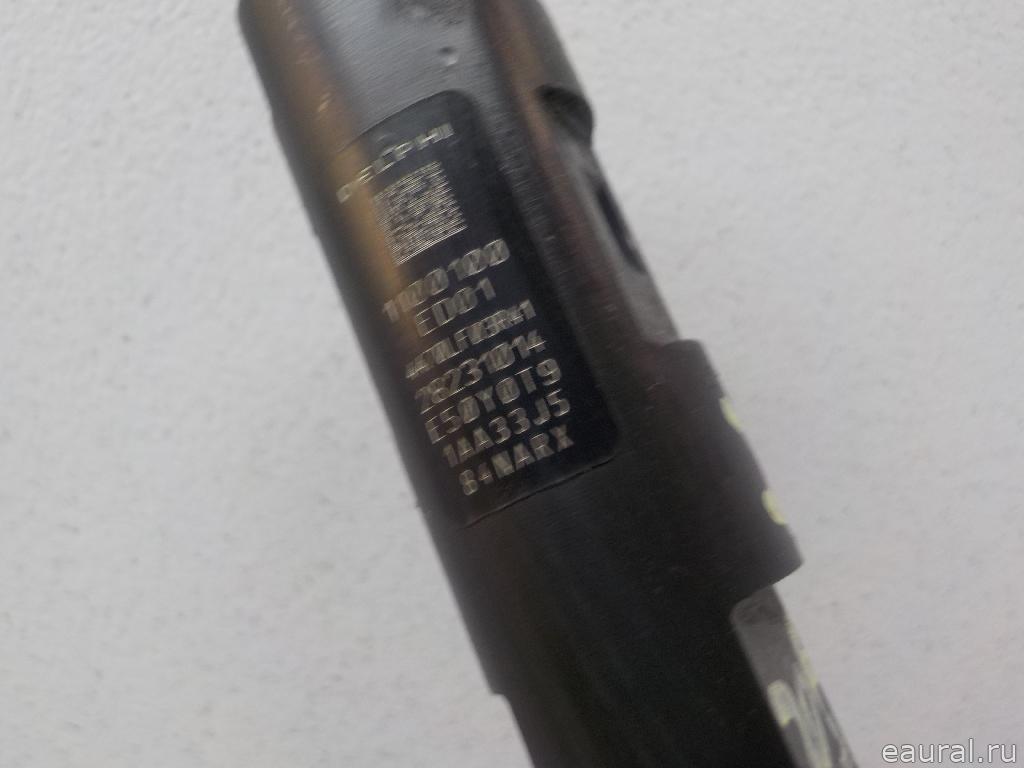 DELPHI
1100100
ED01
28231014
E50Y0T9
1AA33J5
84NARX
eaural.ru